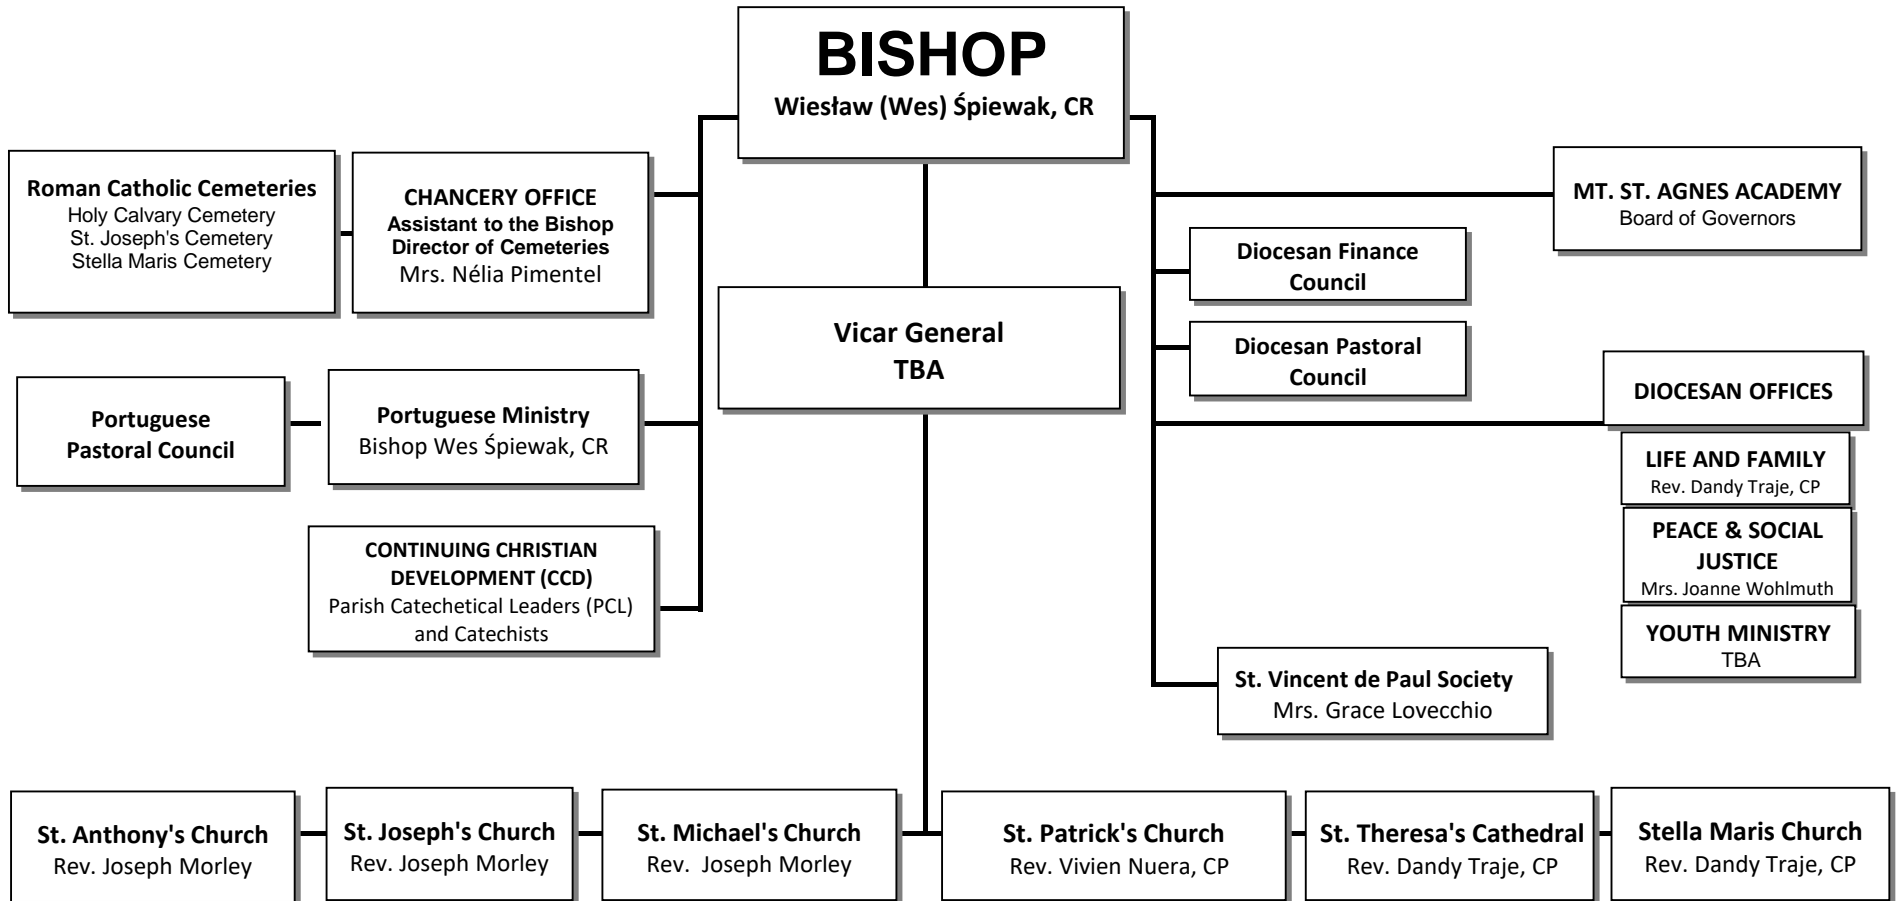 BISHOP
Wiesław (Wes) Śpiewak, CR
Roman Catholic Cemeteries
Holy Calvary Cemetery
St. Joseph's Cemetery
Stella Maris Cemetery
CHANCERY OFFICE
Assistant to the Bishop
Director of Cemeteries
Mrs. Nélia Pimentel
MT. ST. AGNES ACADEMY
Board of Governors
Diocesan Finance
Council
Vicar General
TBA
Diocesan Pastoral
Council
DIOCESAN OFFICES
Portuguese
Pastoral Council
Portuguese Ministry
Bishop Wes Śpiewak, CR
LIFE AND FAMILY
Rev. Dandy Traje, CP
PEACE & SOCIAL
JUSTICE
Mrs. Joanne Wohlmuth
YOUTH MINISTRY
TBA
CONTINUING CHRISTIAN
DEVELOPMENT (CCD)
Parish Catechetical Leaders (PCL)
and Catechists
St. Vincent de Paul Society
Mrs. Grace Lovecchio
St. Anthony's Church
Rev. Joseph Morley
St. Joseph's Church
Rev. Joseph Morley
St. Michael's Church
Rev. Joseph Morley
St. Patrick's Church
Rev. Vivien Nuera, CP
St. Theresa's Cathedral
Rev. Dandy Traje, CP
Stella Maris Church
Rev. Dandy Traje, CP